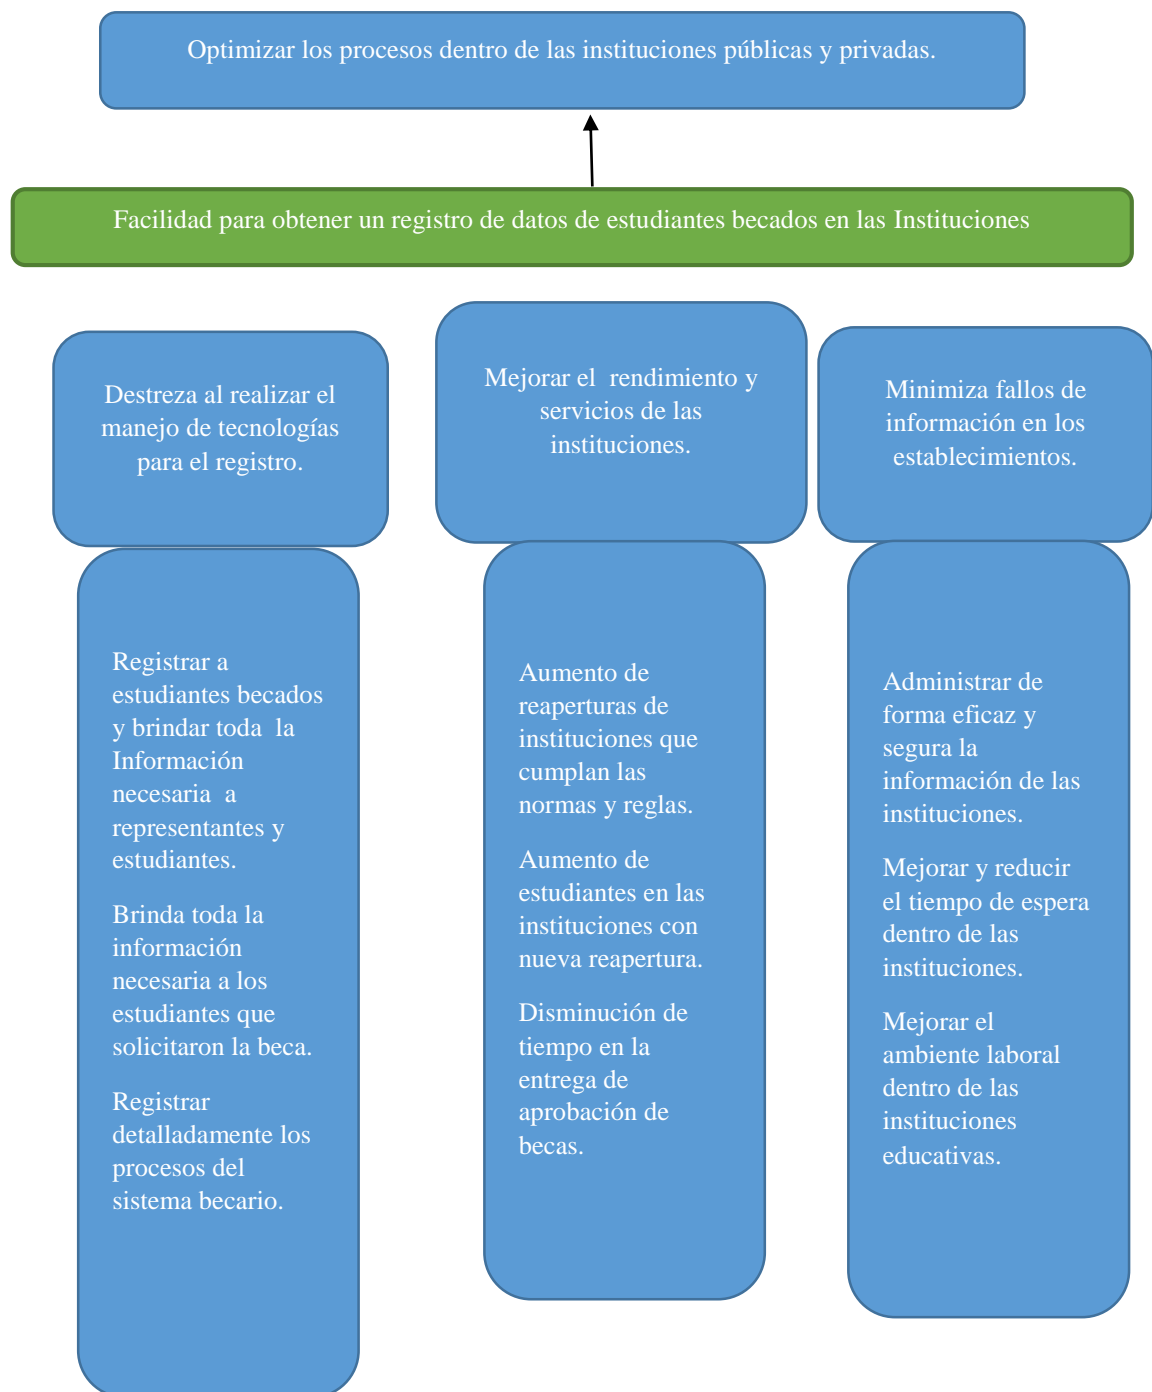 Optimizar los procesos dentro de las instituciones públicas y privadas.
Facilidad para obtener un registro de datos de estudiantes becados en las Instituciones
Destreza al realizar el
manejo de tecnologías
para el registro.
Mejorar el  rendimiento y
servicios de las
instituciones.
Minimiza fallos de
información en los
establecimientos.
Registrar a
estudiantes becados
y brindar toda  la
Información
necesaria  a
representantes y
estudiantes.
Brinda toda la
información
necesaria a los
estudiantes que
solicitaron la beca.
Registrar
detalladamente los
procesos del
sistema becario.
Aumento de
reaperturas de
instituciones que
cumplan las
normas y reglas.
Aumento de
estudiantes en las
instituciones con
nueva reapertura.
Disminución de
tiempo en la
entrega de
aprobación de
becas.
Administrar de
forma eficaz y
segura la
información de las
instituciones.
Mejorar y reducir
el tiempo de espera
dentro de las
instituciones.
Mejorar el
ambiente laboral
dentro de las
instituciones
educativas.